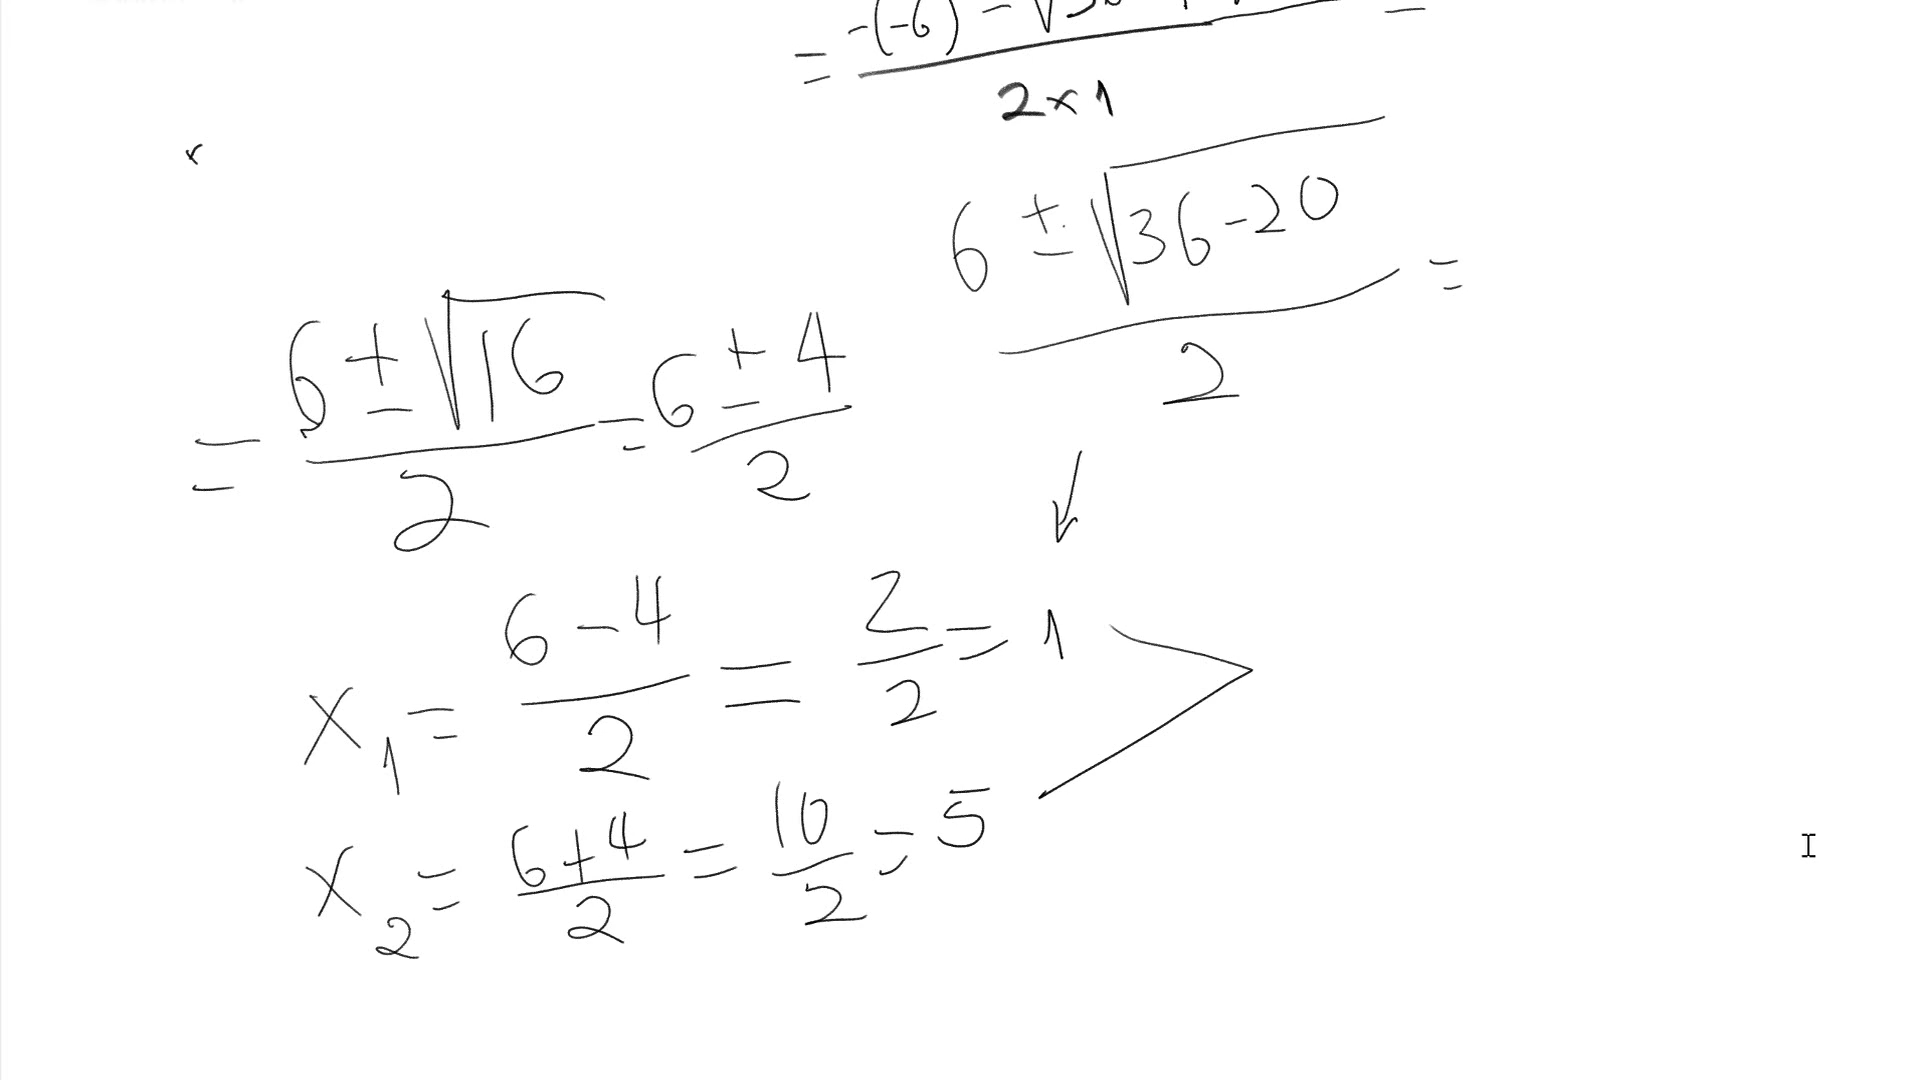 = -(-6) - √36
2 × 1
6 ± √36-20 / 2 =
= 6 ± √16 / 2 = 6 ± 4 / 2
x₁ = 6 - 4 / 2 = 2 / 2 = 1
x₂ = 6 + 4 / 2 = 10 / 2 = 5